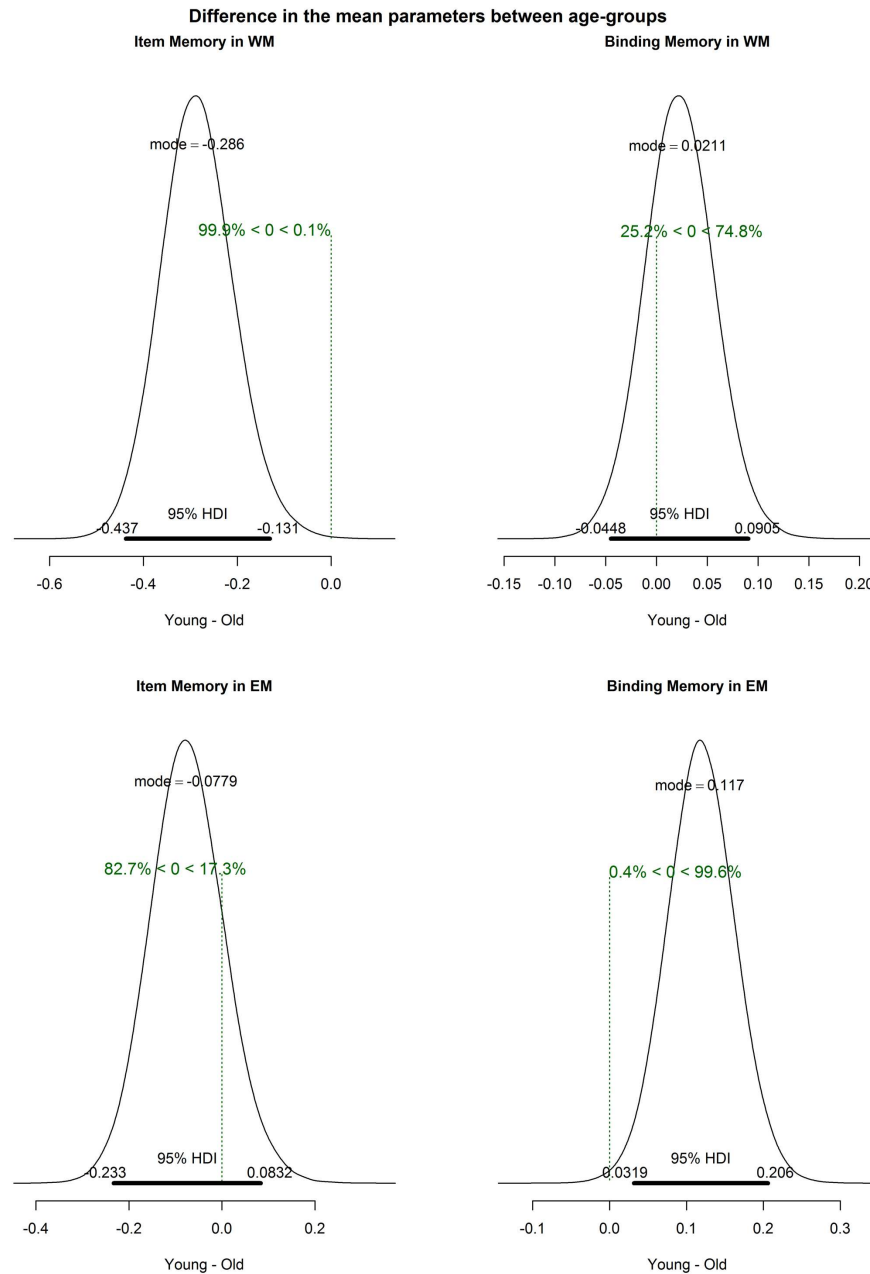 Difference in the mean parameters between age-groups
Item Memory in WM
mode = -0.286
99.9% < 0 < 0.1%
95% HDI
-0.437 -0.131
-0.6 -0.4 -0.2 0.0
Young - Old
Binding Memory in WM
mode = 0.0211
25.2% < 0 < 74.8%
95% HDI
-0.0448 0.0905
-0.15 -0.10 -0.05 0.00 0.05 0.10 0.15 0.20
Young - Old
Item Memory in EM
mode = -0.0779
82.7% < 0 < 17.3%
95% HDI
-0.233 0.0832
-0.4 -0.2 0.0 0.2
Young - Old
Binding Memory in EM
mode = 0.117
0.4% < 0 < 99.6%
95% HDI
0.0319 0.206
-0.1 0.0 0.1 0.2 0.3
Young - Old